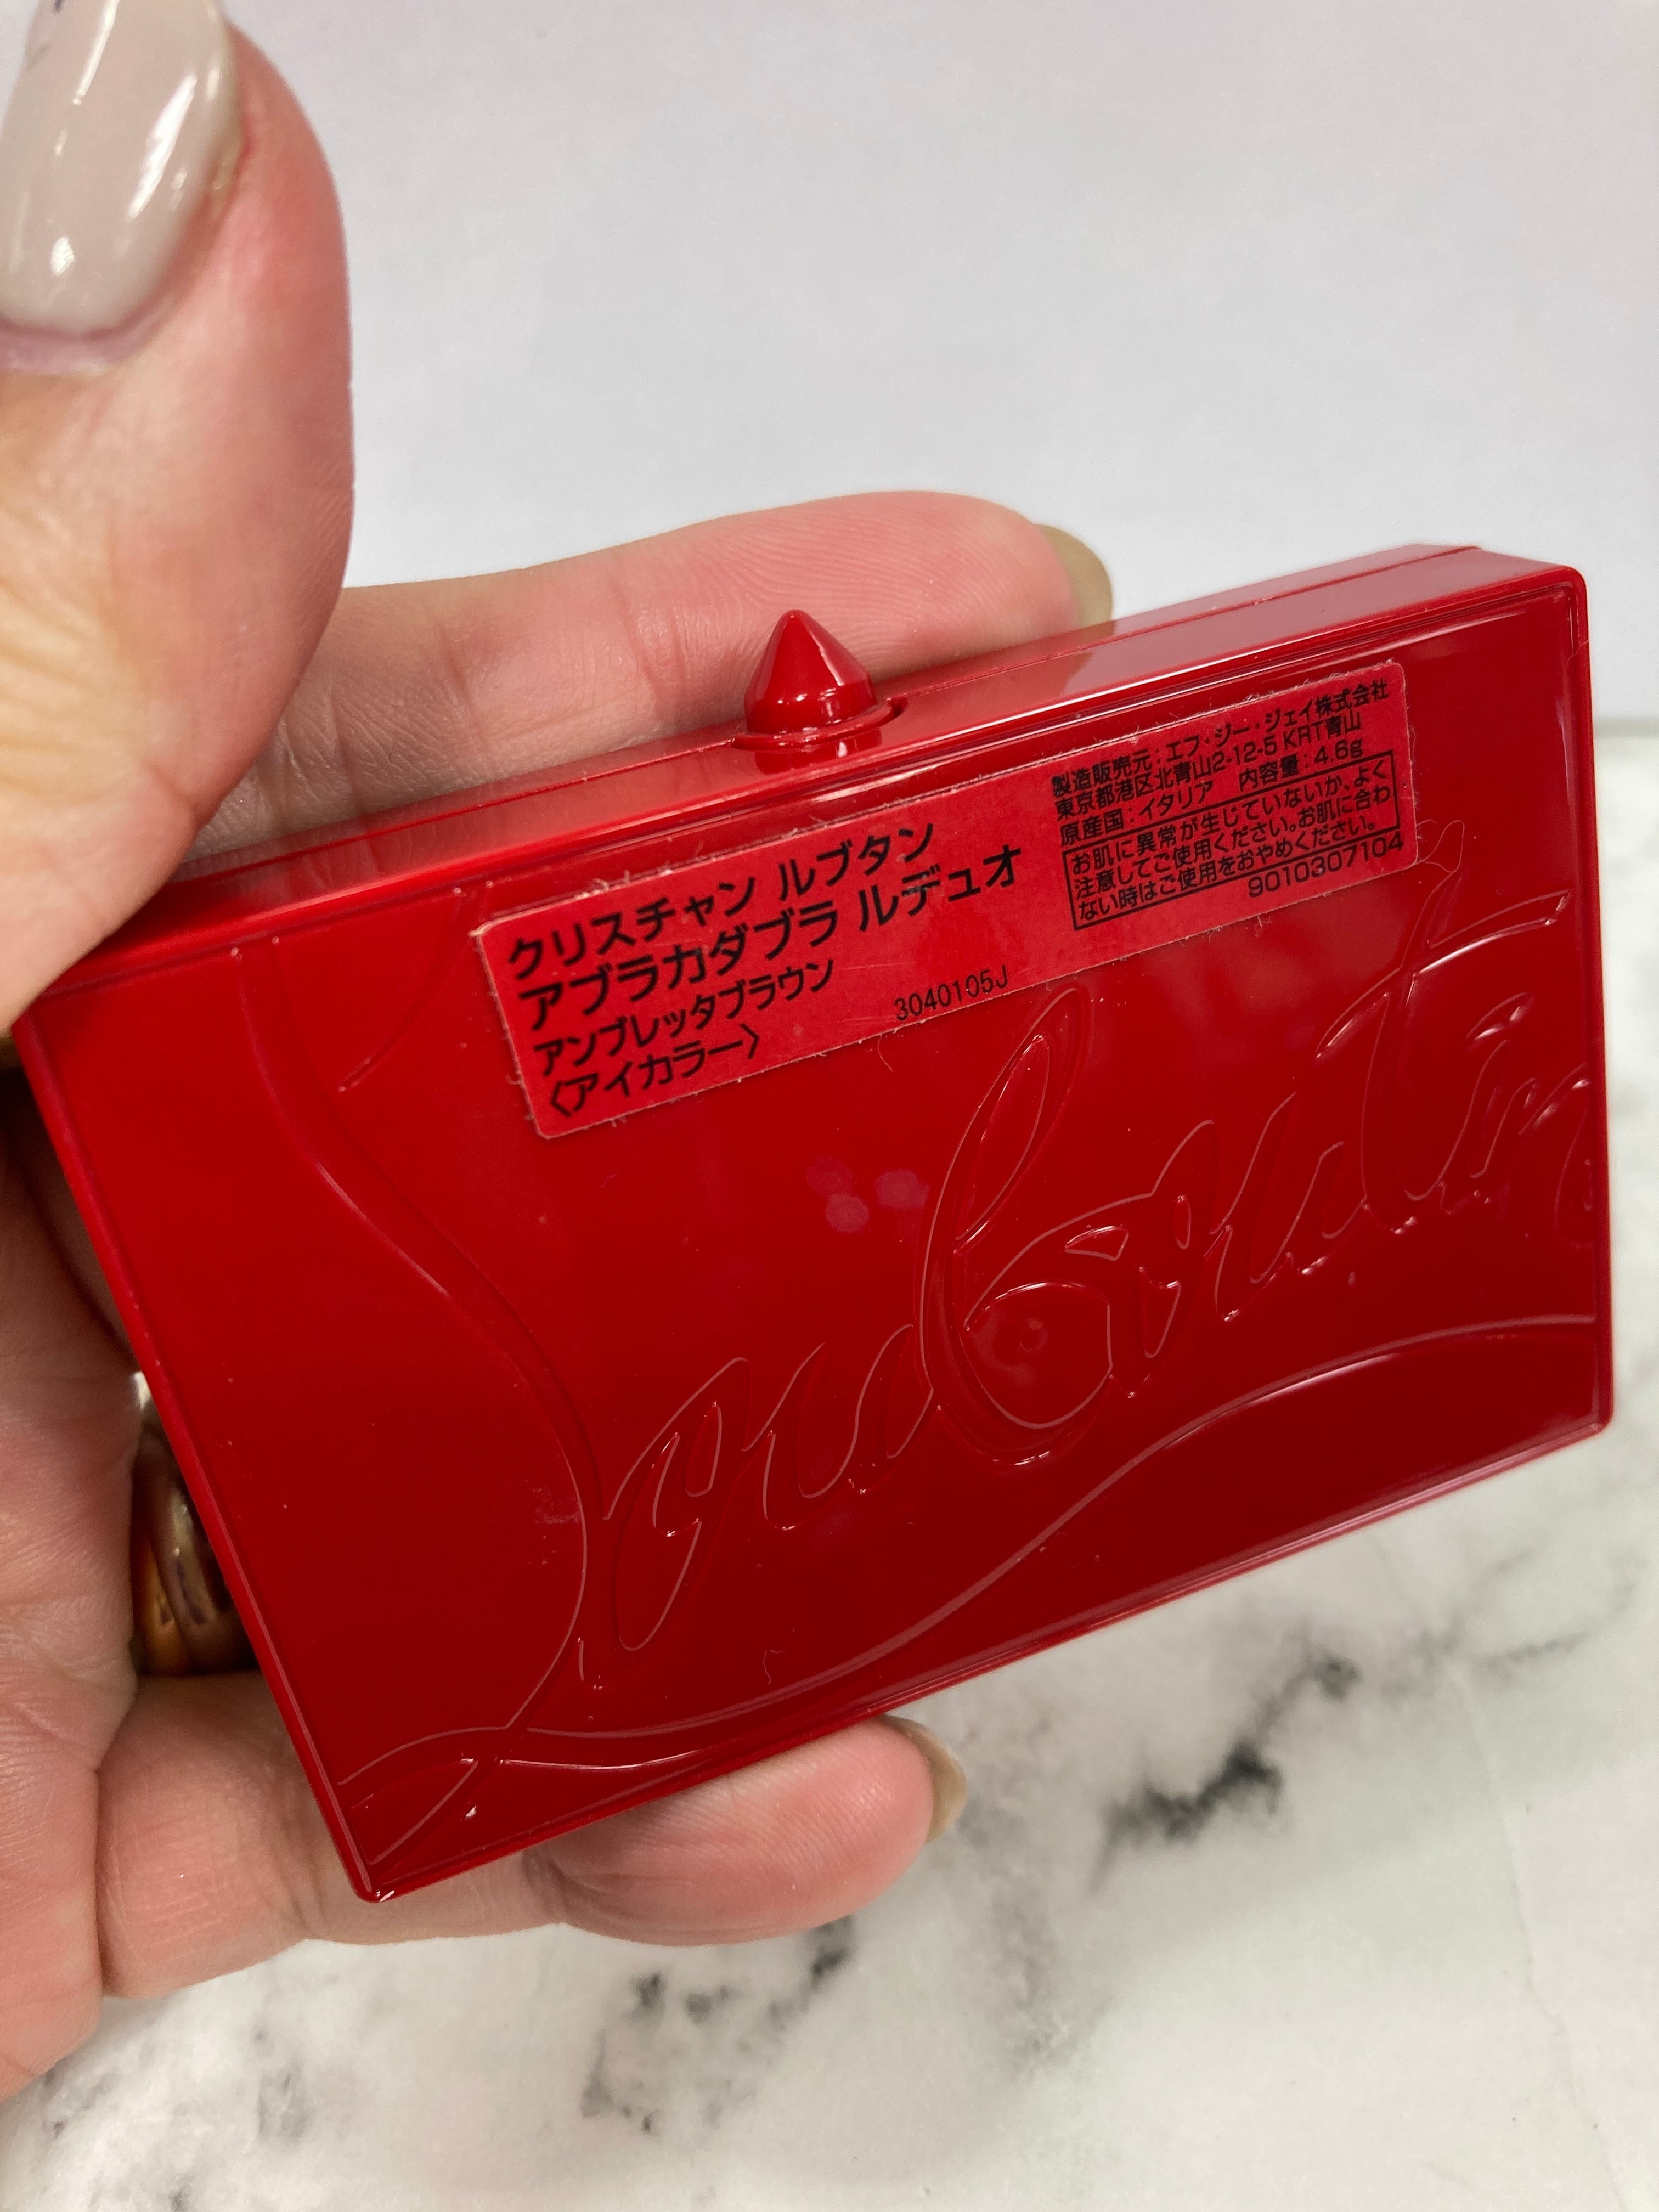 クリスチャン ルブタン
アブラカダブラ ルデュオ
アンブレッタブラウン
〈アイカラー〉
3040105J
製造販売元:エフ・ジー・ジェイ株式会社
東京都港区北青山2-12-5 KRT青山
原産国:イタリア 内容量:4.6g
お肌に異常が生じていないか、よく
注意してご使用ください。お肌に合わ
ない時はご使用をおやめください。
9010307104
Louboutin